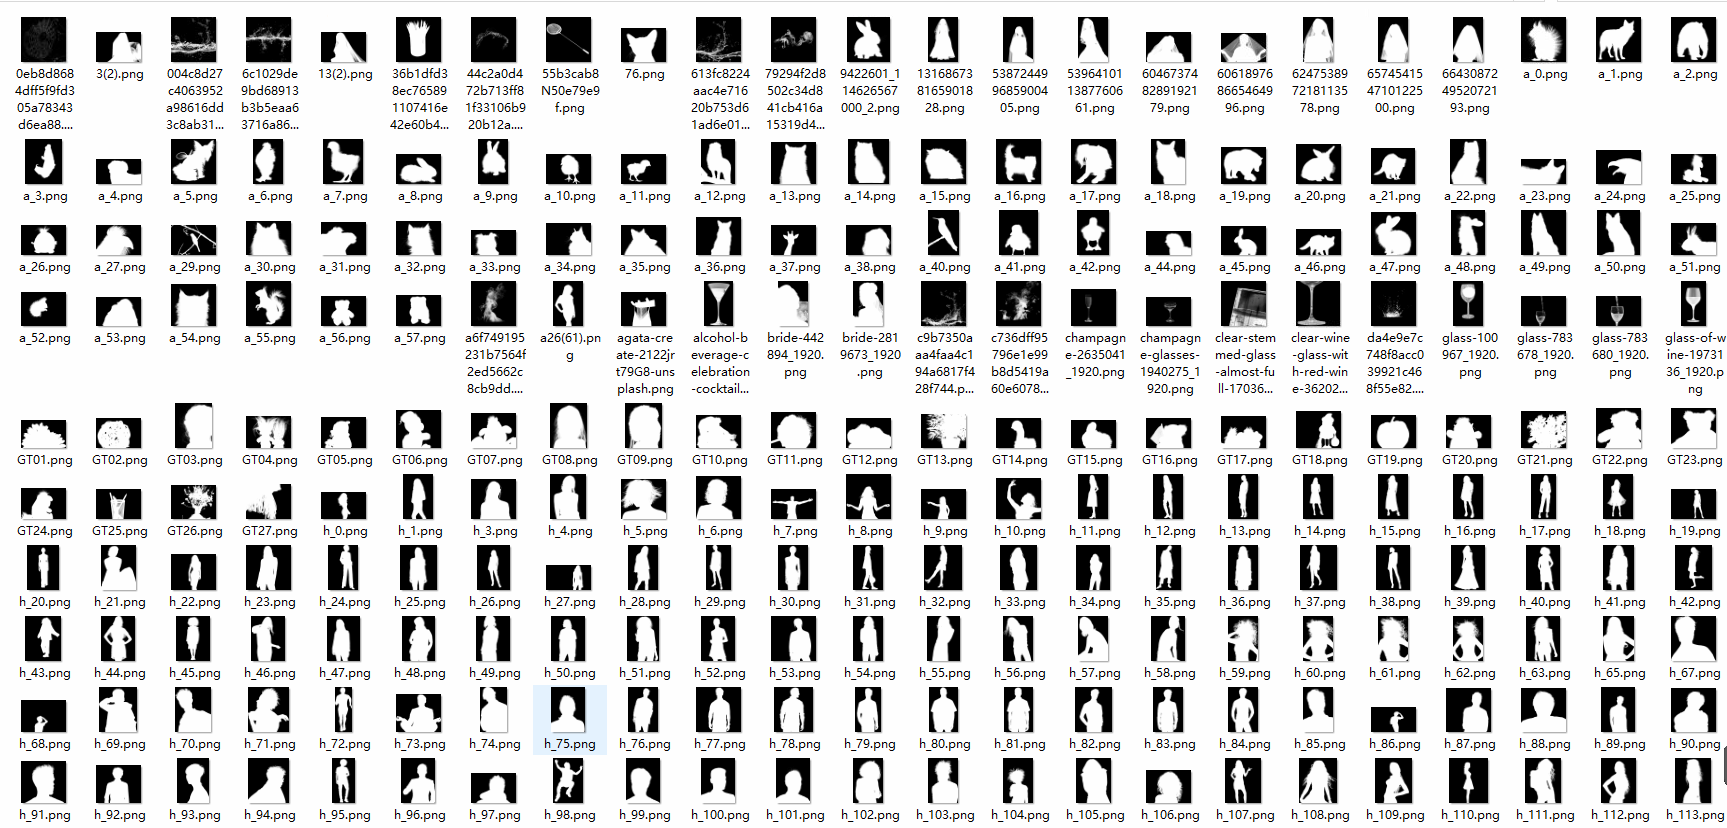 0eb8d868
4dff5f9fd3
05a78343
d6ea88....
3(2).png
004c8d27
c4063952
a98616dd
3c8ab31...
6c1029de
9bd68913
b3b5eaa6
3716a86...
13(2).png
36b1dfd3
8ec76589
1107416e
42e60b4...
44c2a0d4
72b713ff8
1f33106b9
20b12a....
55b3cab8
N50e79e9
f.png
76.png
613fc8224
aac4e716
20b753d6
1ad6e01...
79294f2d8
502c34d8
41cb416a
15319d4...
9422601_1
14626567
000_2.png
13168673
81659018
28.png
53872449
96859004
05.png
53964101
13877606
61.png
60467374
82891921
79.png
60618976
86654649
96.png
62475389
72181135
78.png
65745415
47101225
00.png
66430872
49520721
93.png
a_0.png
a_1.png
a_2.png
a_3.png
a_4.png
a_5.png
a_6.png
a_7.png
a_8.png
a_9.png
a_10.png
a_11.png
a_12.png
a_13.png
a_14.png
a_15.png
a_16.png
a_17.png
a_18.png
a_19.png
a_20.png
a_21.png
a_22.png
a_23.png
a_24.png
a_25.png
a_26.png
a_27.png
a_29.png
a_30.png
a_31.png
a_32.png
a_33.png
a_34.png
a_35.png
a_36.png
a_37.png
a_38.png
a_40.png
a_41.png
a_42.png
a_44.png
a_45.png
a_46.png
a_47.png
a_48.png
a_49.png
a_50.png
a_51.png
a_52.png
a_53.png
a_54.png
a_55.png
a_56.png
a_57.png
a6f749195
231b7564f
2ed5662c
8cb9dd....
a26(61).pn
g
agata-cre
ate-2122jr
t79G8-uns
plash.png
alcohol-b
everage-c
elebration
-cocktail...
bride-442
894_1920.
png
bride-281
9673_1920
.png
c9b7350a
aa4faa4c1
94a6817f4
28f744.p...
c736dff95
796e1e99
b8d5419a
60e6078...
champagn
e-2635041
_1920.png
champagn
e-glasses-
1940275_1
920.png
clear-stem
med-glass
-almost-fu
ll-17036...
clear-wine
-glass-wit
h-red-win
e-36202...
da4e9e7c
748f8acc0
39921c46
8f55e82....
glass-100
967_1920.
png
glass-783
678_1920.
png
glass-783
680_1920.
png
glass-of-w
ine-19731
36_1920.p
ng
GT01.png
GT02.png
GT03.png
GT04.png
GT05.png
GT06.png
GT07.png
GT08.png
GT09.png
GT10.png
GT11.png
GT12.png
GT13.png
GT14.png
GT15.png
GT16.png
GT17.png
GT18.png
GT19.png
GT20.png
GT21.png
GT22.png
GT23.png
GT24.png
GT25.png
GT26.png
GT27.png
h_0.png
h_1.png
h_3.png
h_4.png
h_5.png
h_6.png
h_7.png
h_8.png
h_9.png
h_10.png
h_11.png
h_12.png
h_13.png
h_14.png
h_15.png
h_16.png
h_17.png
h_18.png
h_19.png
h_20.png
h_21.png
h_22.png
h_23.png
h_24.png
h_25.png
h_26.png
h_27.png
h_28.png
h_29.png
h_30.png
h_31.png
h_32.png
h_33.png
h_34.png
h_35.png
h_36.png
h_37.png
h_38.png
h_39.png
h_40.png
h_41.png
h_42.png
h_43.png
h_44.png
h_45.png
h_46.png
h_47.png
h_48.png
h_49.png
h_50.png
h_51.png
h_52.png
h_53.png
h_54.png
h_55.png
h_56.png
h_57.png
h_58.png
h_59.png
h_60.png
h_61.png
h_62.png
h_63.png
h_65.png
h_67.png
h_68.png
h_69.png
h_70.png
h_71.png
h_72.png
h_73.png
h_74.png
h_75.png
h_76.png
h_77.png
h_78.png
h_79.png
h_80.png
h_81.png
h_82.png
h_83.png
h_84.png
h_85.png
h_86.png
h_87.png
h_88.png
h_89.png
h_90.png
h_91.png
h_92.png
h_93.png
h_94.png
h_95.png
h_96.png
h_97.png
h_98.png
h_99.png
h_100.png
h_101.png
h_102.png
h_103.png
h_104.png
h_105.png
h_106.png
h_107.png
h_108.png
h_109.png
h_110.png
h_111.png
h_112.png
h_113.png